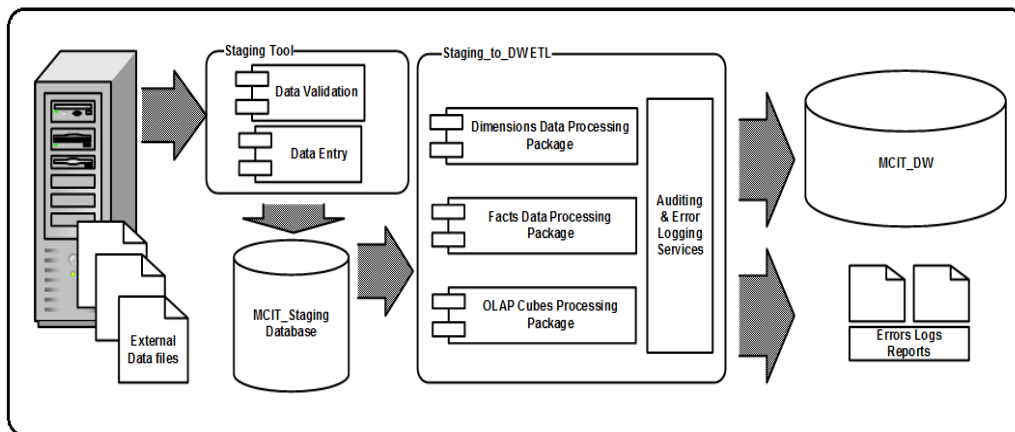 Staging Tool
Data Validation
Data Entry
MCIT_Staging
Database
External
Data files
Staging_to_DWETL
Dimensions Data Processing
Package
Facts Data Processing
Package
OLAP Cubes Processing
Package
Auditing
& Error
Logging
Services
MCIT_DW
Errors Logs
Reports